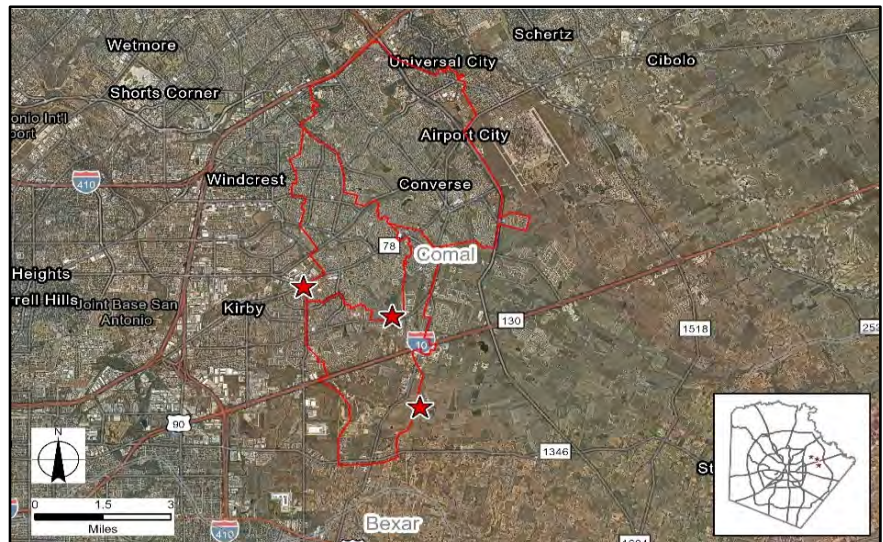 Schertz
Wetmore
Universal City
Cibolo
Shorts Corner
onio Int'l
port
Airport City
410
Windcrest
Converse
78
Comal
Heights
rrell Hills
Joint Base San
Antonio
Kirby
130
1518
10
90
1346
St
N
0 1.5 3
Miles
410
Bexar